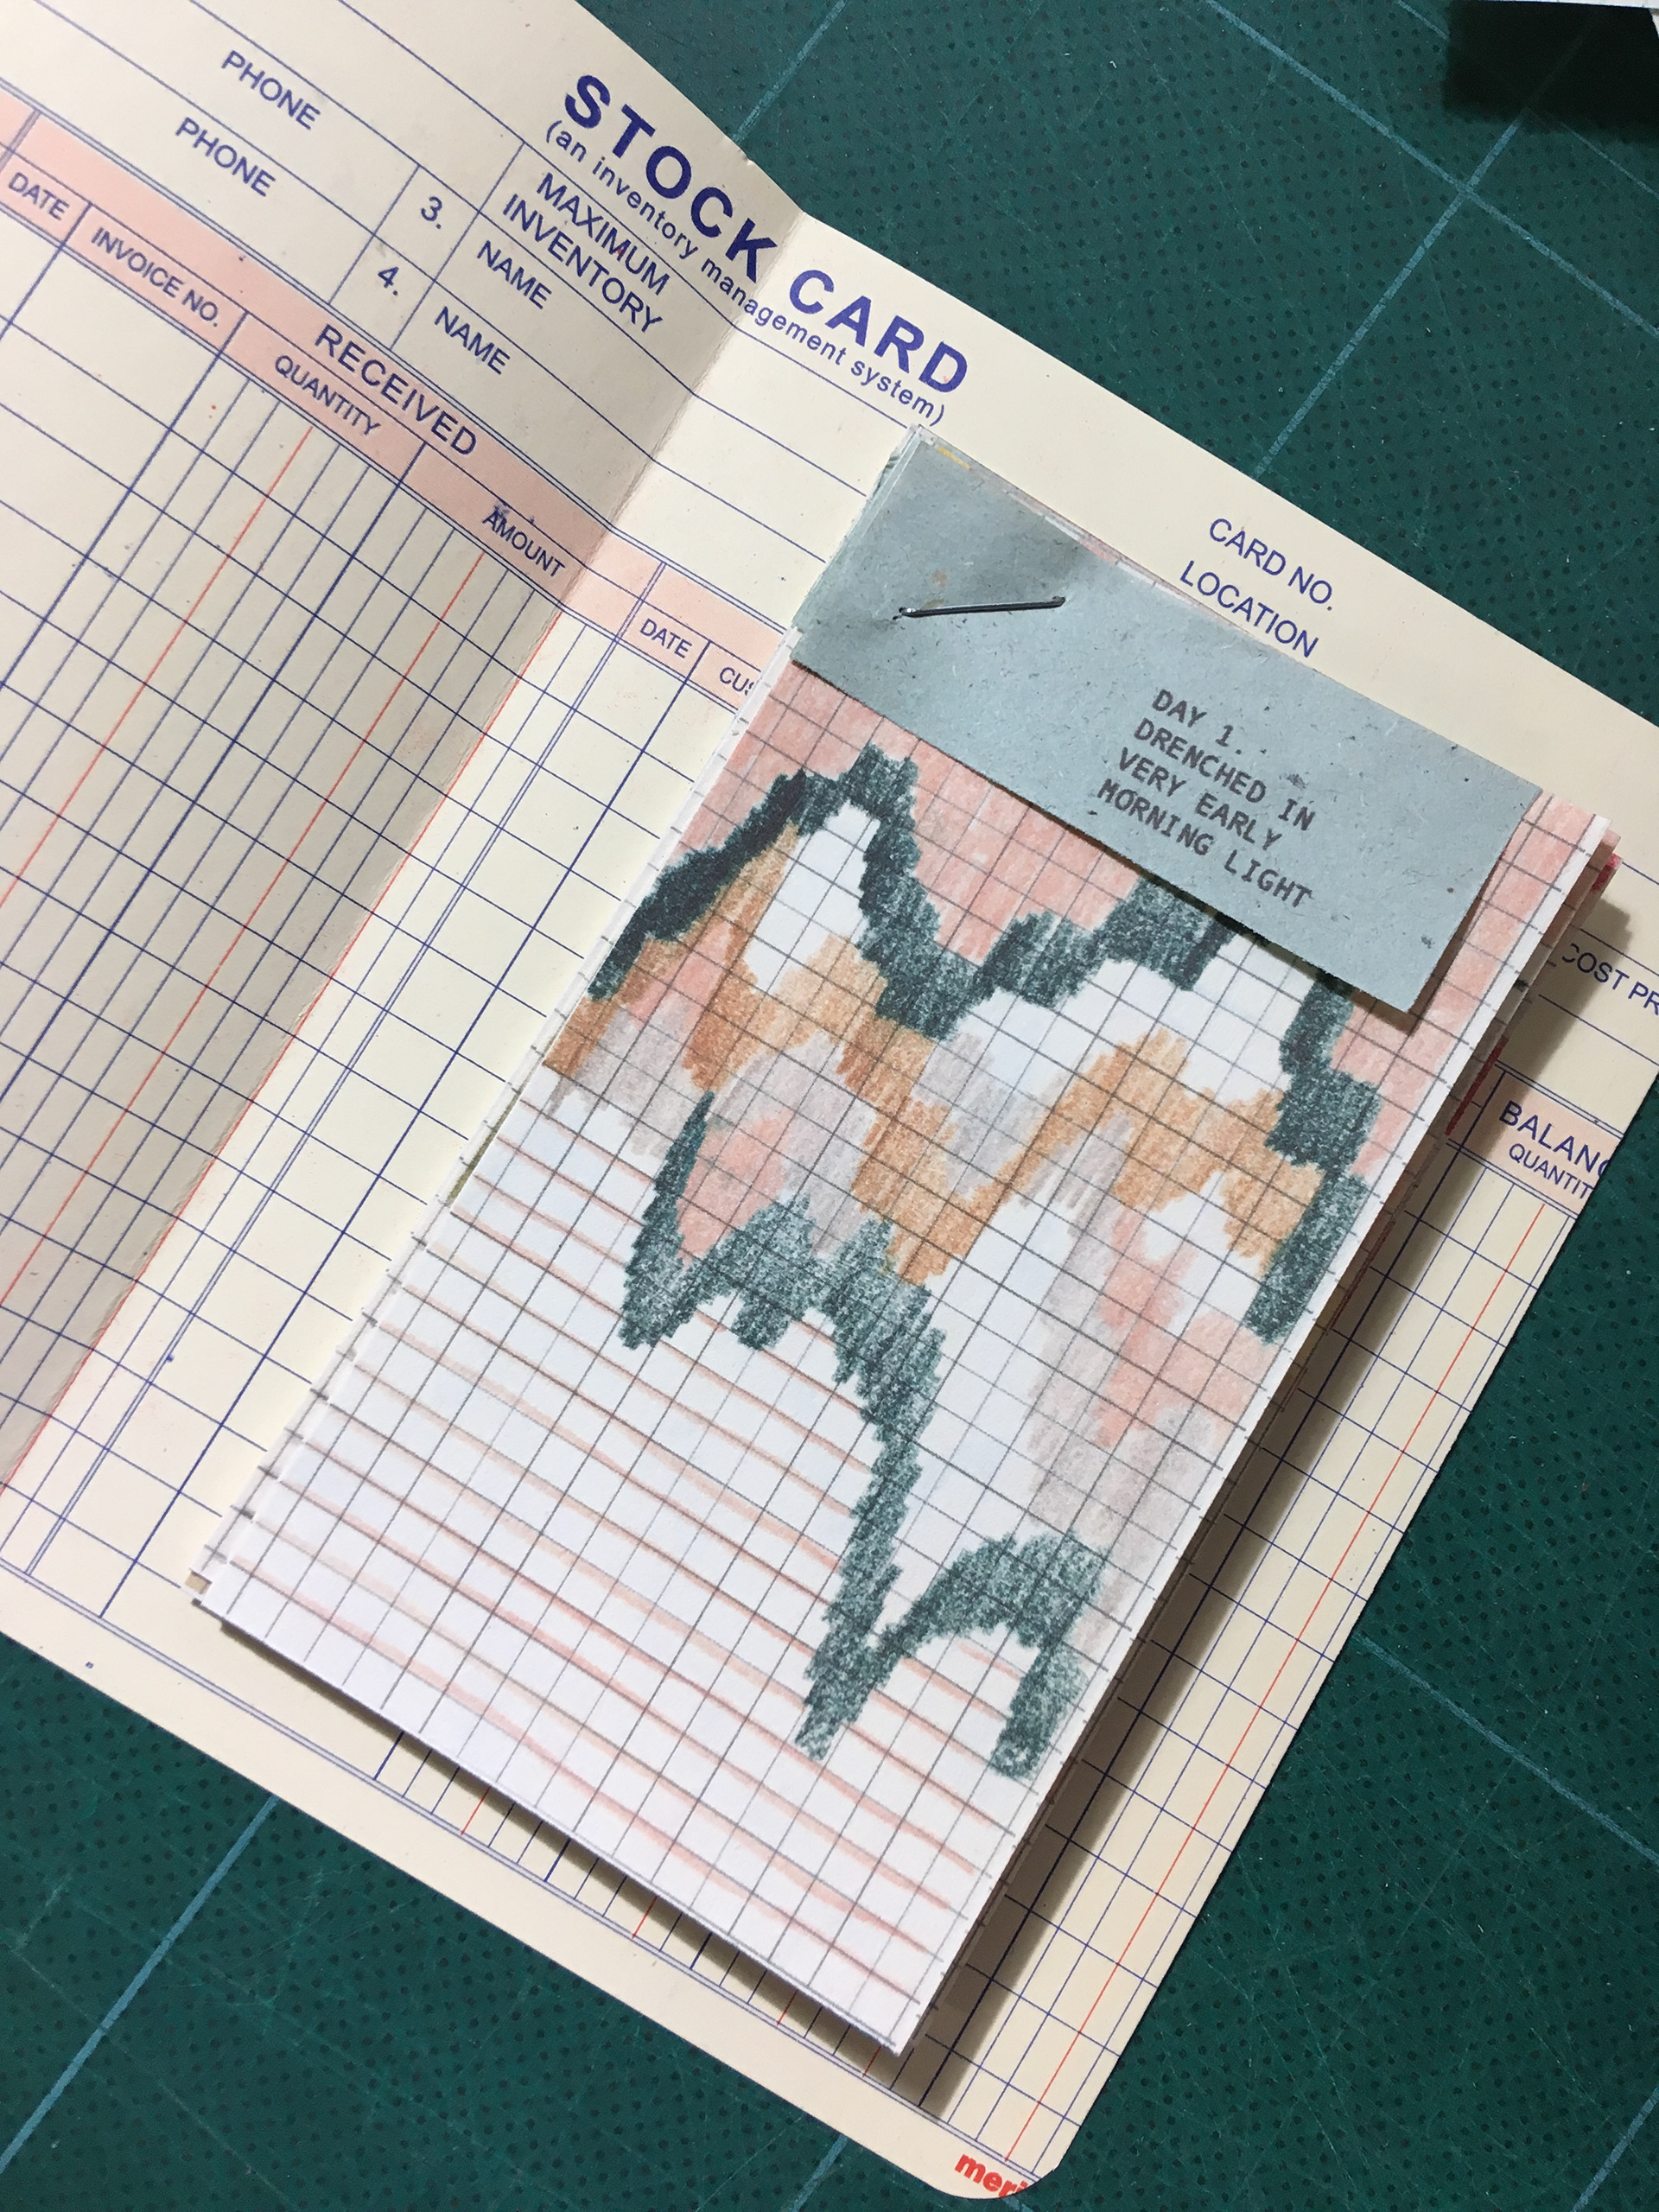 STOCK CARD
(an inventory management system)
PHONE
PHONE
MAXIMUM
INVENTORY
3. NAME
4. NAME
CARD NO.
LOCATION
RECEIVED
DATE
INVOICE NO.
QUANTITY
AMOUNT
DATE
DAY 1.
DRENCHED IN
VERY EARLY
MORNING LIGHT
COST
QUANTIT